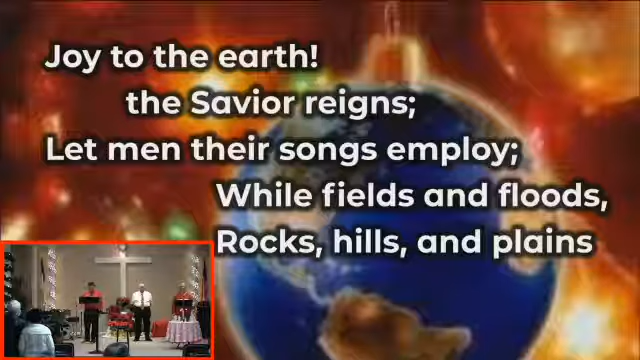 Joy to the earth!
the Savior reigns;
Let men their songs employ;
While fields and floods,
Rocks, hills, and plains